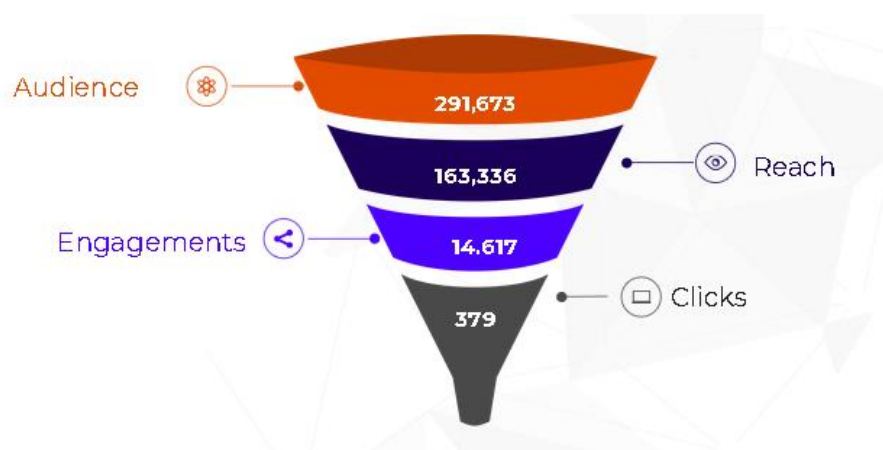 Audience
291,673
163,336
Reach
Engagements
14.617
Clicks
379